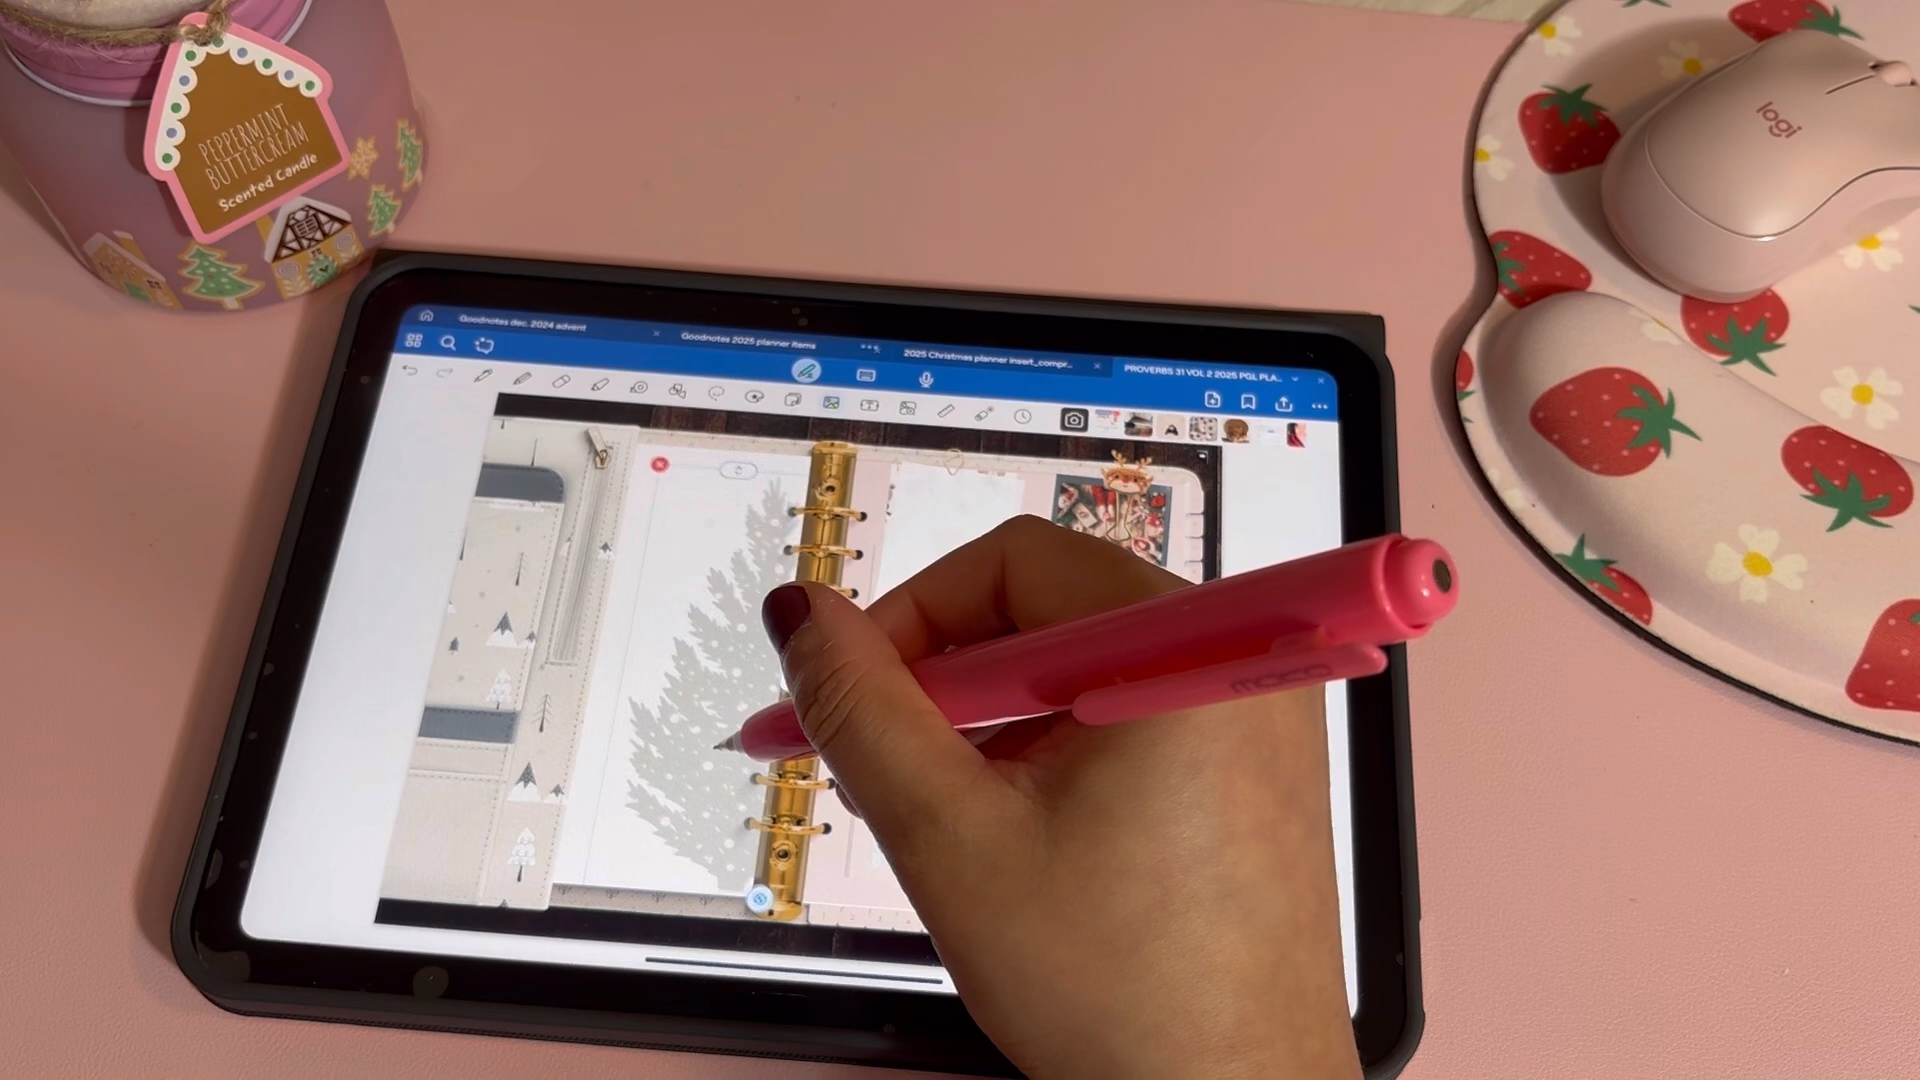 PEPPERMINT
BUTTERCREAM
Scented Candle
logi
Goodnotes dec. 2024 advent
Goodnotes 2025 planner items
2025 Christmas planner insert_compr...
PROVERBS 31 VOL 2 2025 PGL PLA...